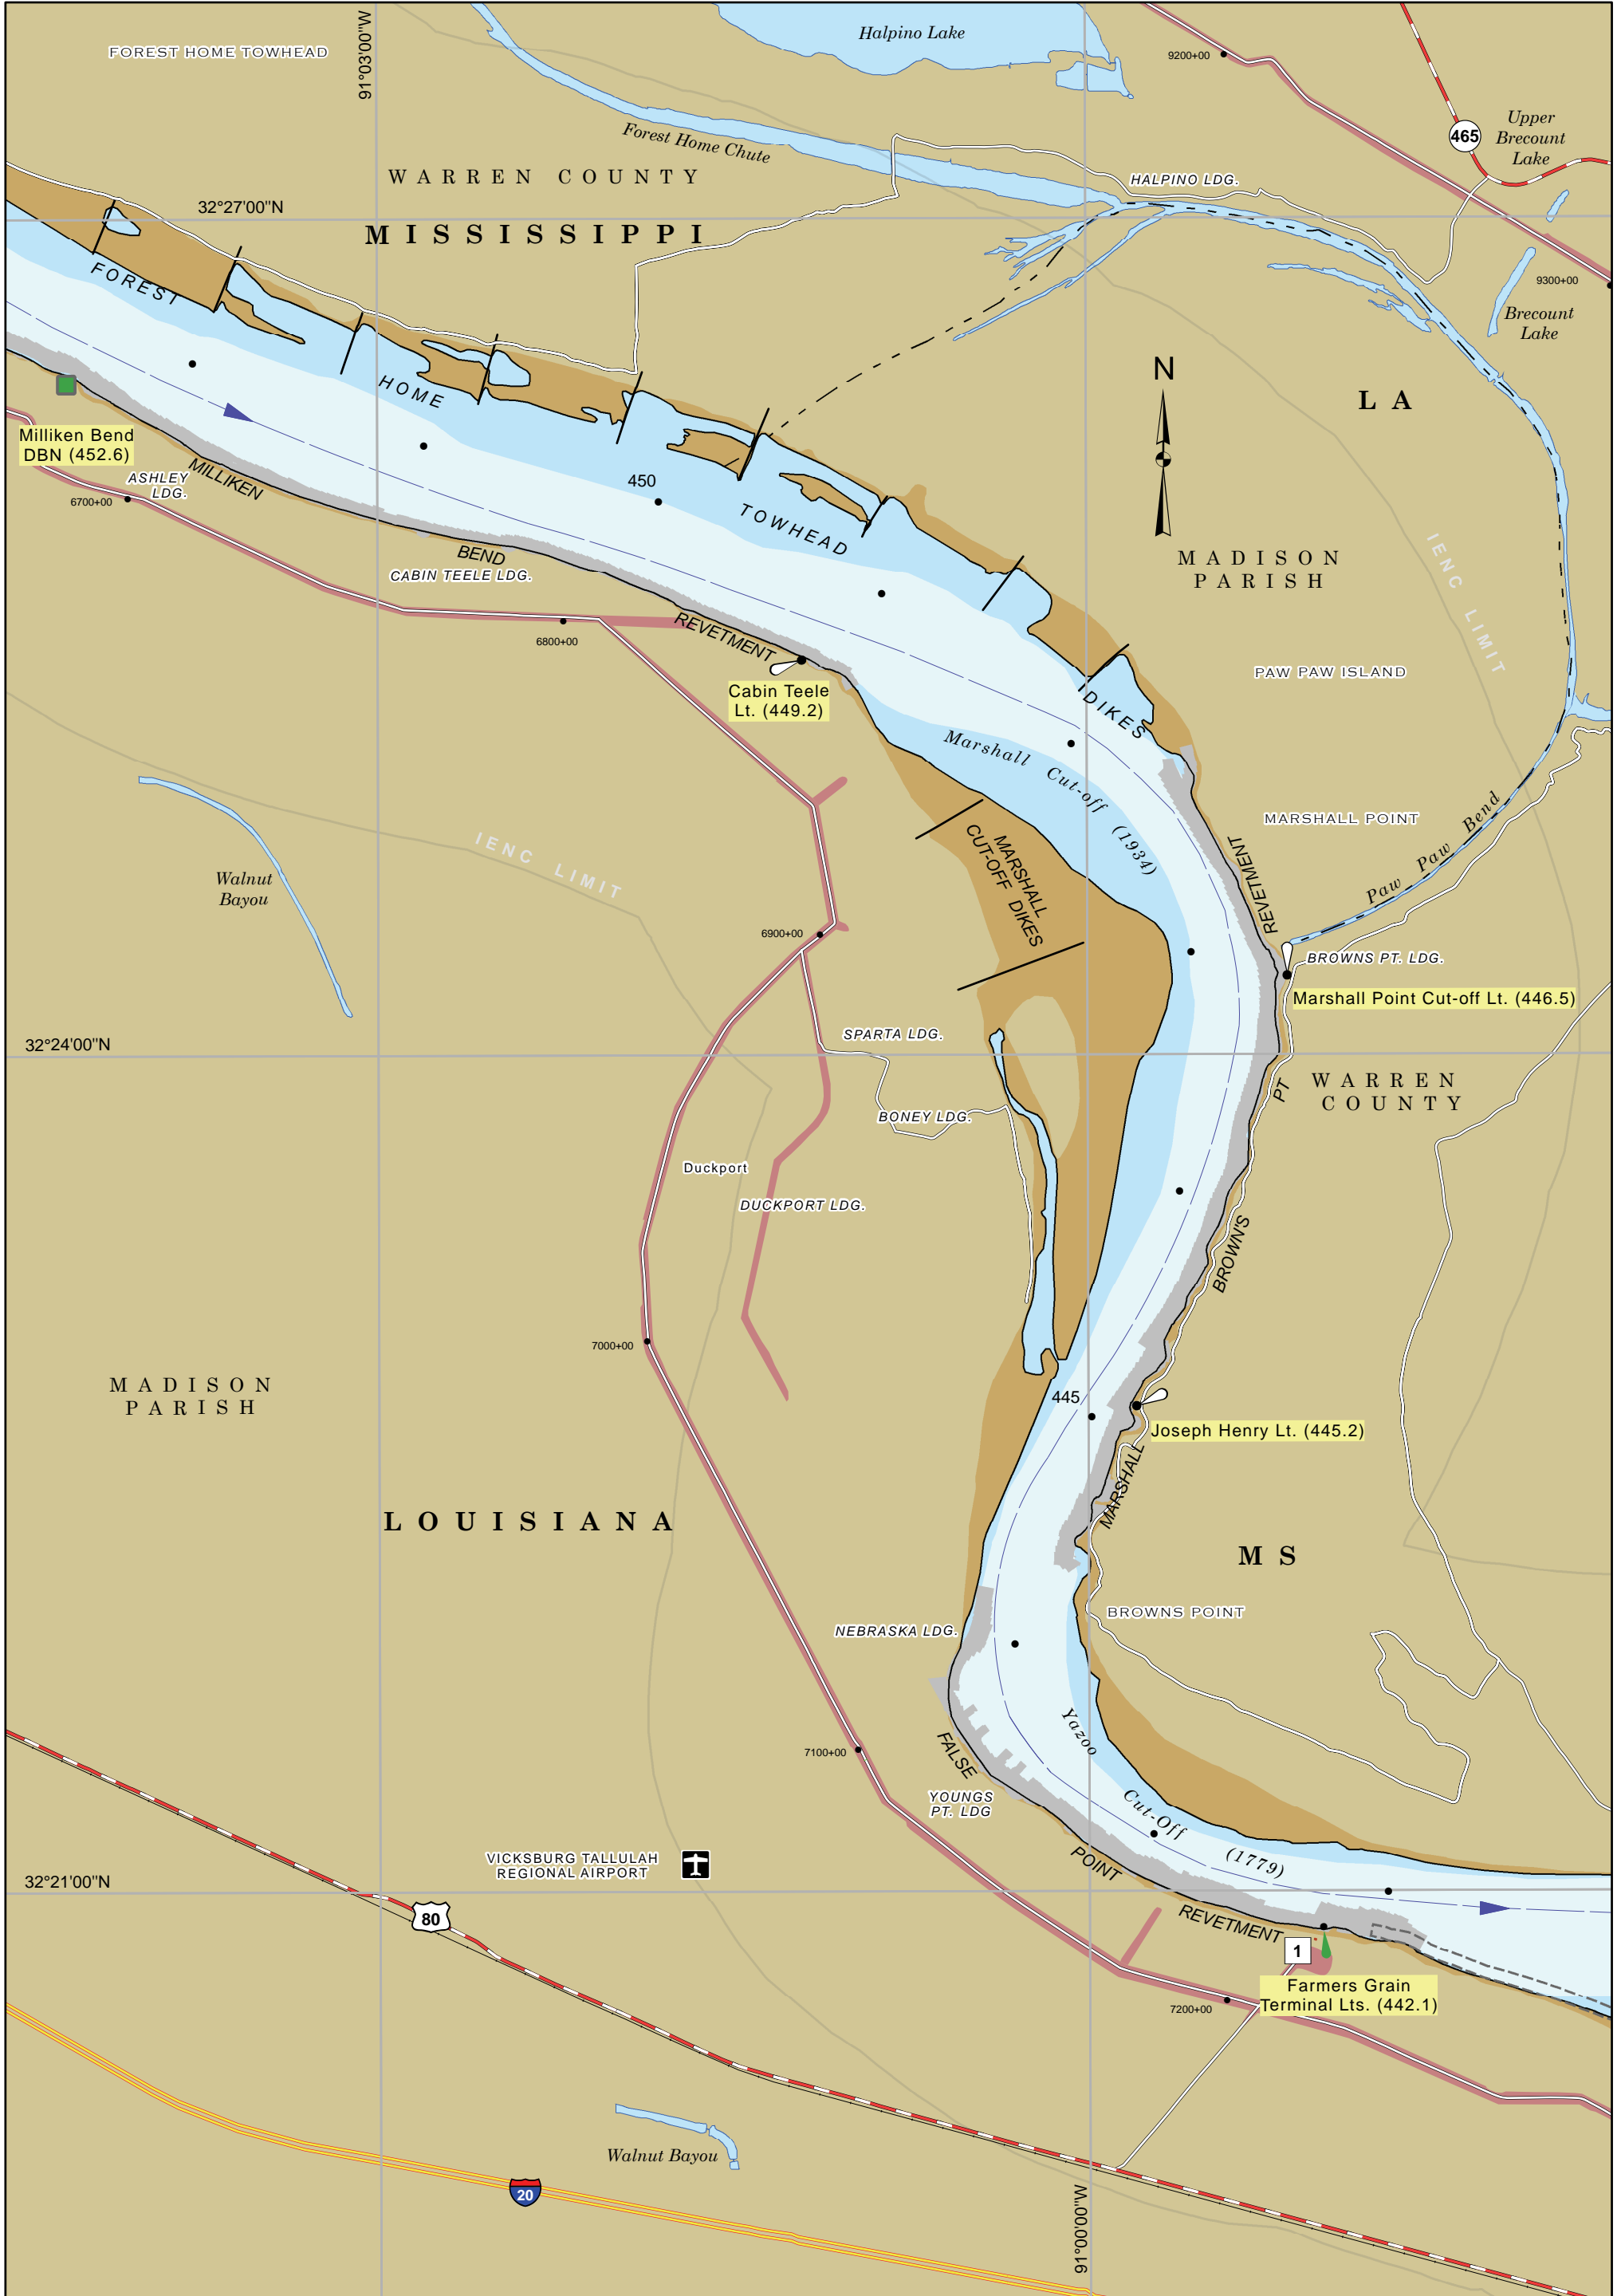 FOREST HOME TOWHEAD
91°03'00"W
Halpino Lake
9200+00
465
Upper
Brecount
Lake
Forest Home Chute
WARREN COUNTY
HALPINO LDG.
32°27'00"N
MISSISSIPPI
9300+00
Brecount
Lake
FOREST
HOME
TOWHEAD
DIKES
N
LA
Milliken Bend
DBN (452.6)
ASHLEY
LDG.
6700+00
MILLIKEN
BEND
REVETMENT
450
CABIN TEELE LDG.
6800+00
MADISON
PARISH
IENC LIMIT
PAW PAW ISLAND
Cabin Teele
Lt. (449.2)
Marshall Cut-off (1934)
MARSHALL POINT
Paw Paw Bend
IENC LIMIT
Walnut
Bayou
MARSHALL
CUT-OFF DIKES
REVETMENT
6900+00
BROWNS PT. LDG.
Marshall Point Cut-off Lt. (446.5)
SPARTA LDG.
32°24'00"N
WARREN
COUNTY
PT
BONEY LDG.
Duckport
DUCKPORT LDG.
BROWN'S
7000+00
MADISON
PARISH
445
Joseph Henry Lt. (445.2)
MARSHALL
LOUISIANA
MS
BROWNS POINT
NEBRASKA LDG.
Yazoo
Cut-Off
(1779)
FALSE
POINT
REVETMENT
7100+00
YOUNGS
PT. LDG
VICKSBURG TALLULAH
REGIONAL AIRPORT
32°21'00"N
80
1
Farmers Grain
Terminal Lts. (442.1)
7200+00
Walnut Bayou
20
91°00'00"W